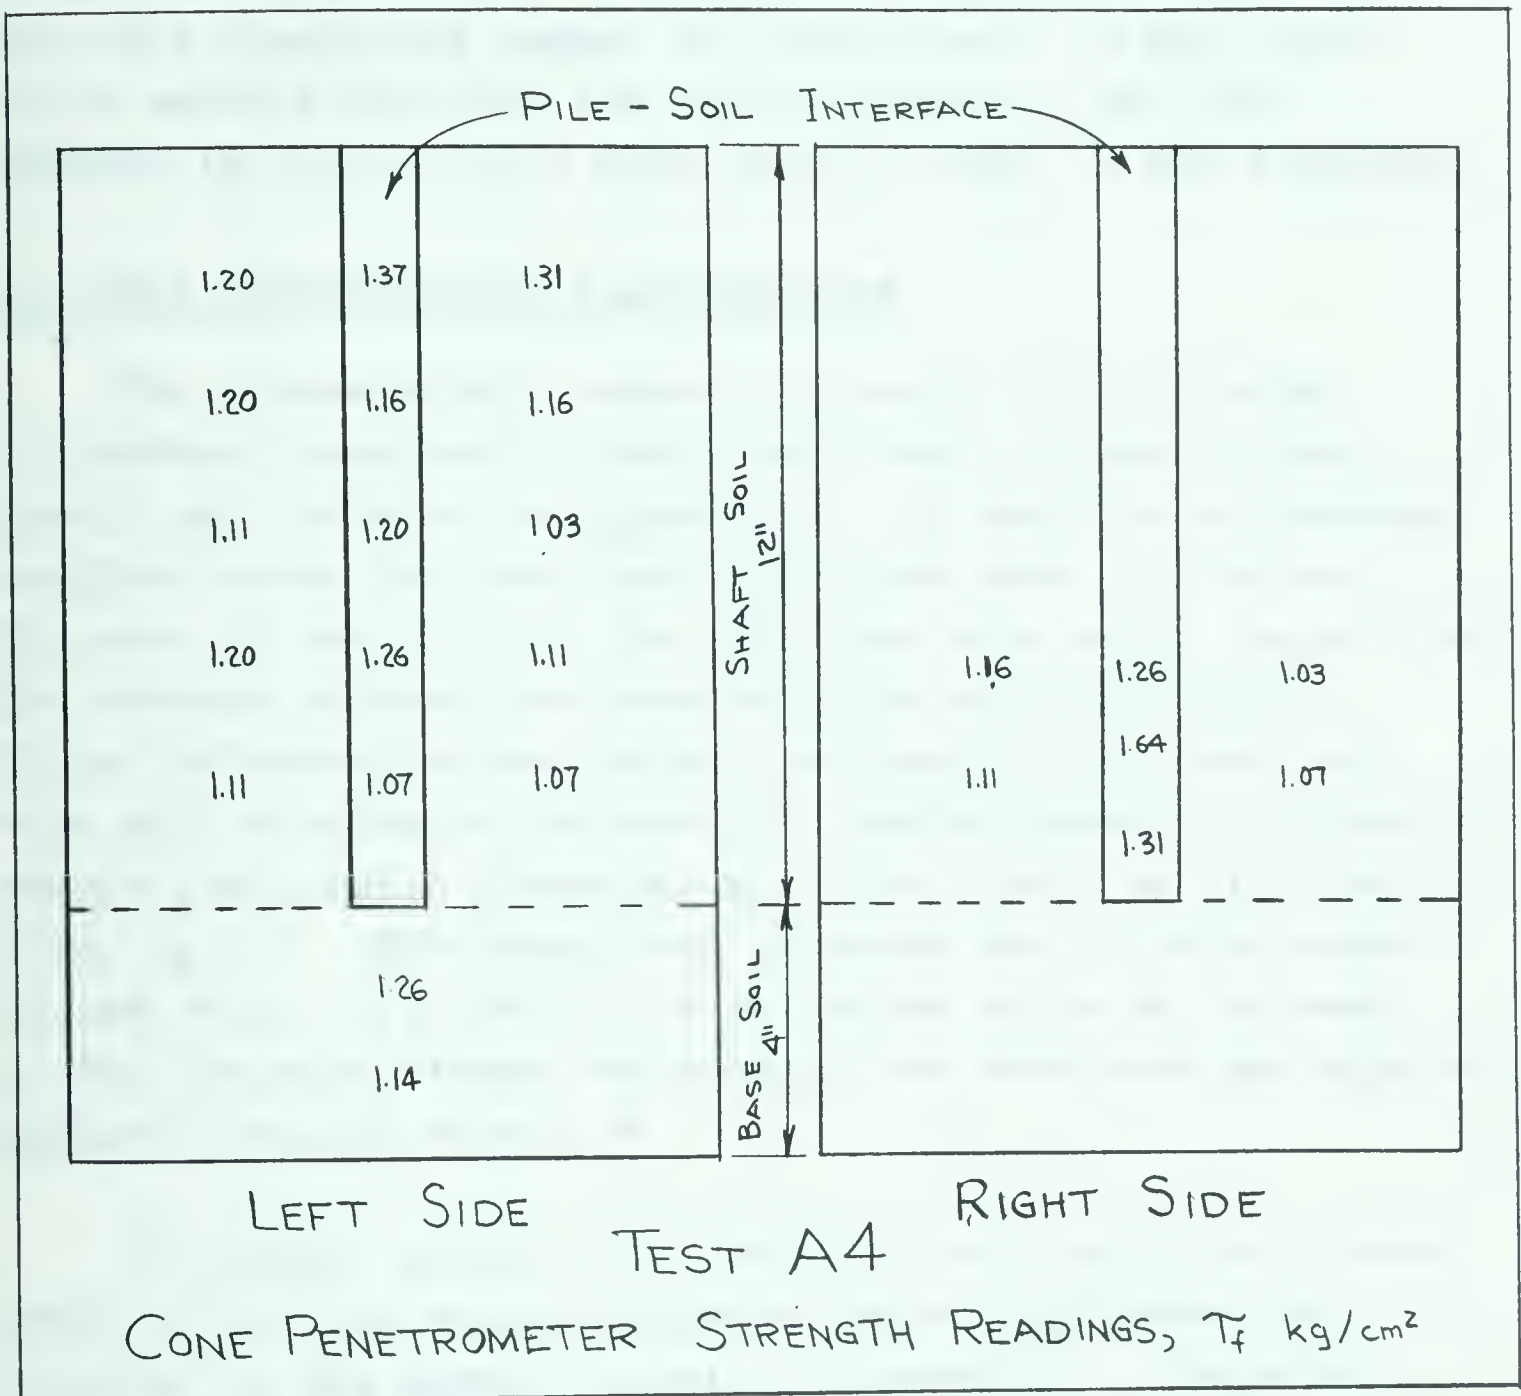 PILE - SOIL INTERFACE
1.20 1.37 1.31
1.20 1.16 1.16
1.11 1.20 1.03
1.20 1.26 1.11
1.11 1.07 1.07
1.26
1.14
SHAFT SOIL
12"
BASE SOIL
4"
1.16 1.26 1.03
1.64
1.11 1.07
1.31
LEFT SIDE
RIGHT SIDE
TEST A4
CONE PENETROMETER STRENGTH READINGS, τf kg/cm²